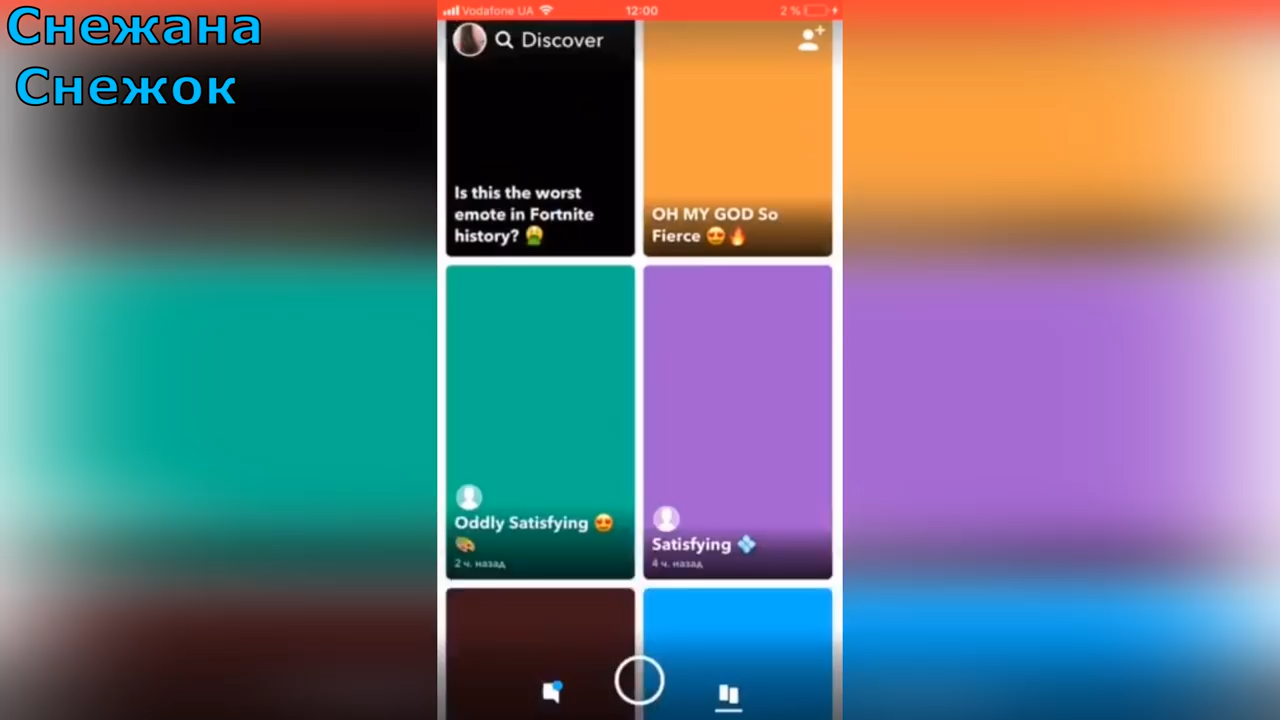 Снежана
Снежок
Vodafone UA
12:00
2 %
Discover
Is this the worst
emote in Fortnite
history? 🤮
OH MY GOD So
Fierce 😍🔥
Oddly Satisfying 😍
🎨
2 ч. назад
Satisfying 💠
4 ч. назад